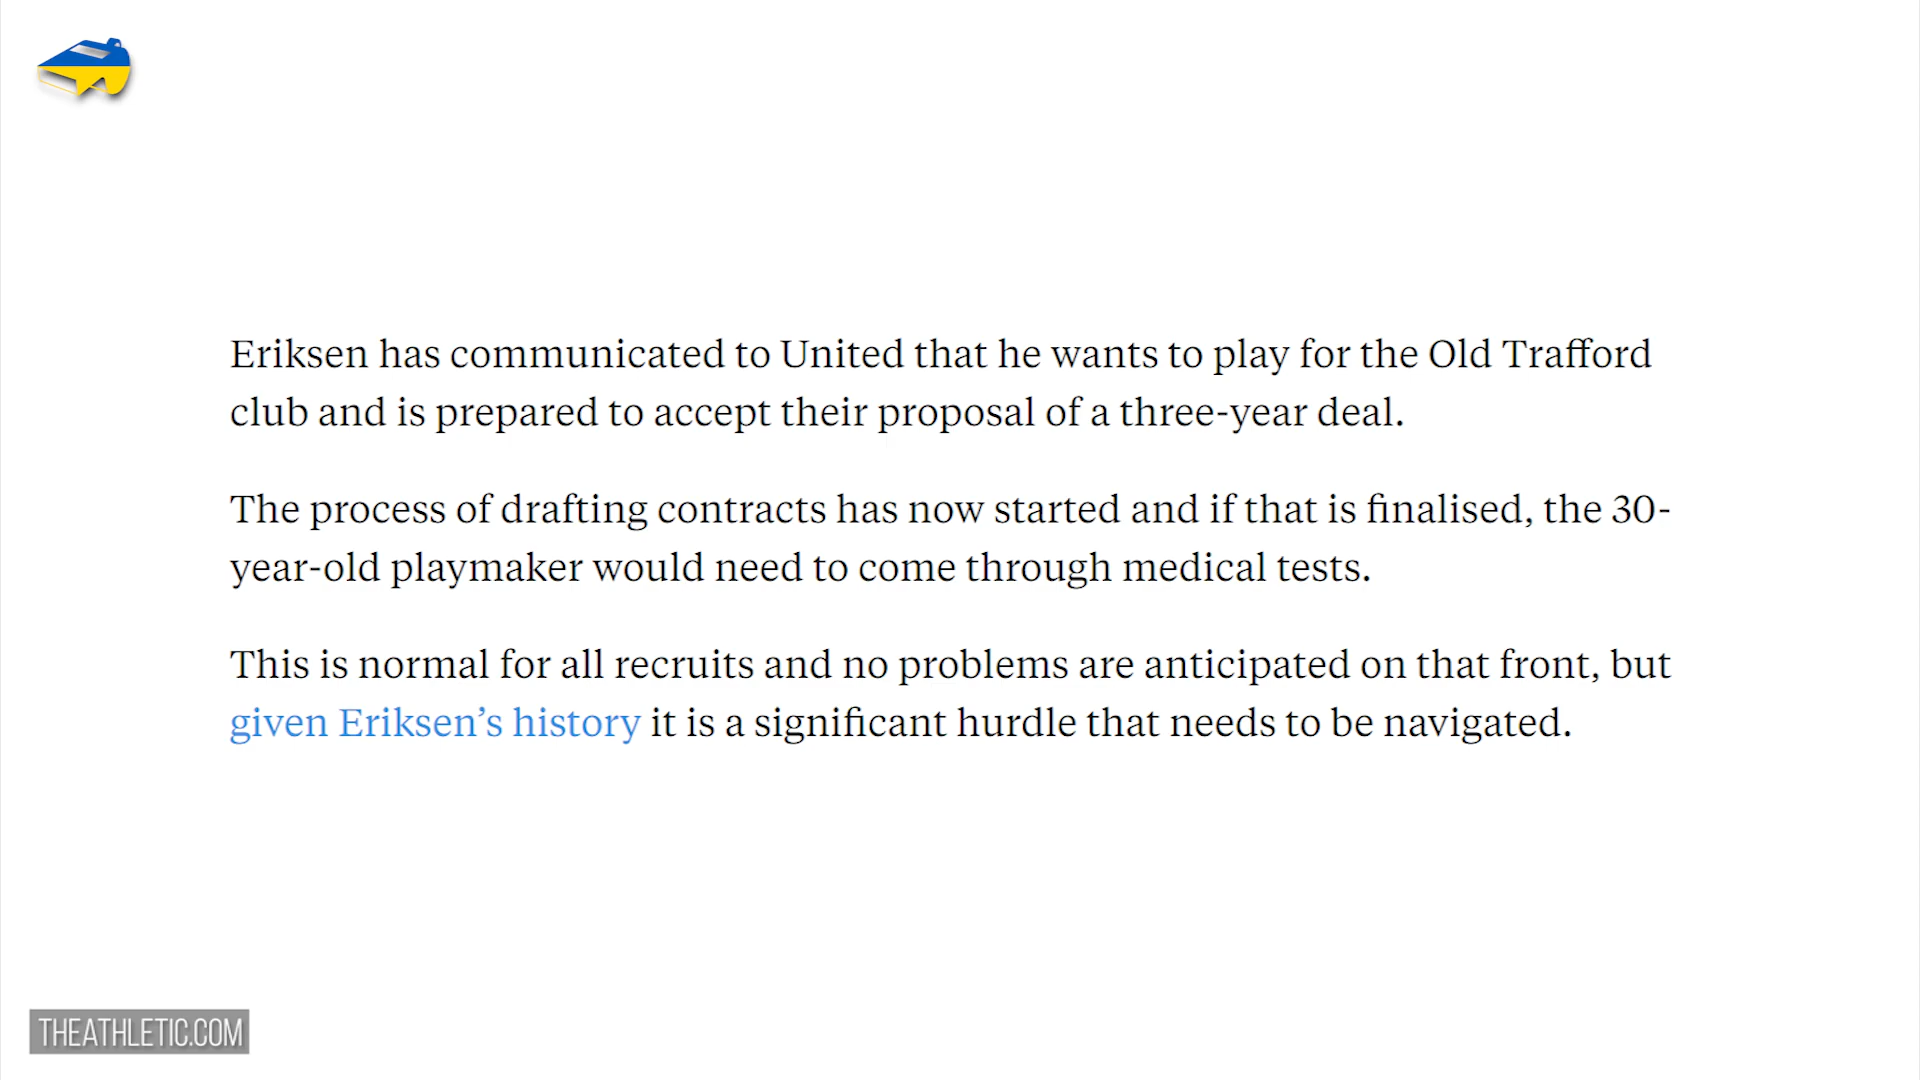 Eriksen has communicated to United that he wants to play for the Old Trafford
club and is prepared to accept their proposal of a three-year deal.
The process of drafting contracts has now started and if that is finalised, the 30-
year-old playmaker would need to come through medical tests.
This is normal for all recruits and no problems are anticipated on that front, but
given Eriksen’s history it is a significant hurdle that needs to be navigated.
THEATHLETIC.COM